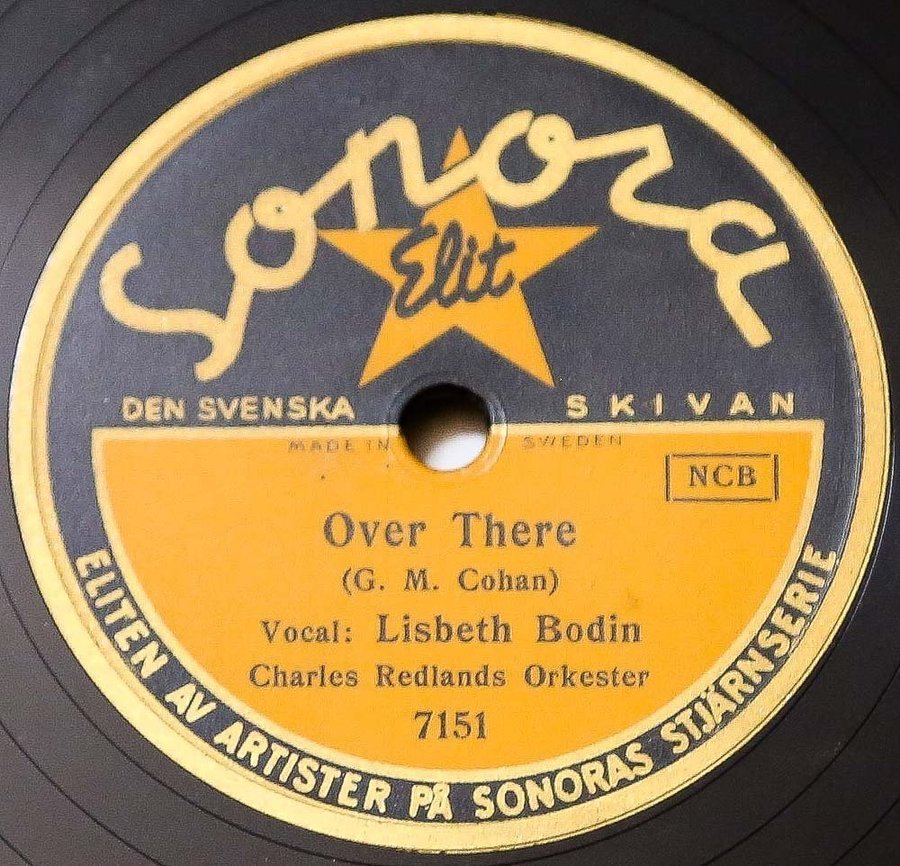 Sonora
Elit
DEN SVENSKA SKIVAN
MADE IN SWEDEN
NCB
Over There
(G. M. Cohan)
Vocal: Lisbeth Bodin
Charles Redlands Orkester
7151
ELITEN AV ARTISTER PÅ SONORAS STJÄRNSERIE